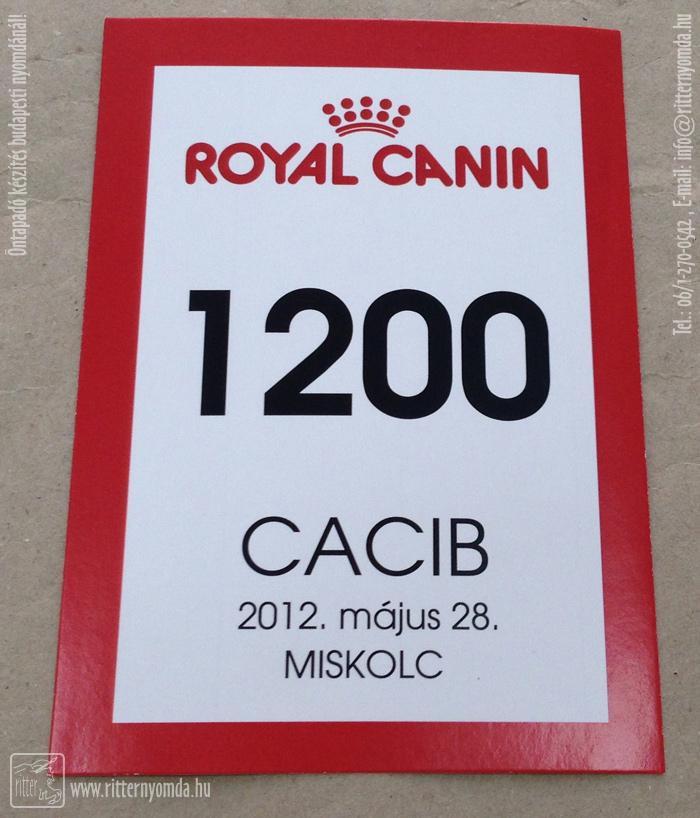 ROYAL CANIN
1200
CACIB
2012. május 28.
MISKOLC
Öntapadó készítés budapesti nyomdánál!
Tel.: 06/1-270-0542 E-mail: info@ritternyomda.hu
ritter
www.ritternyomda.hu